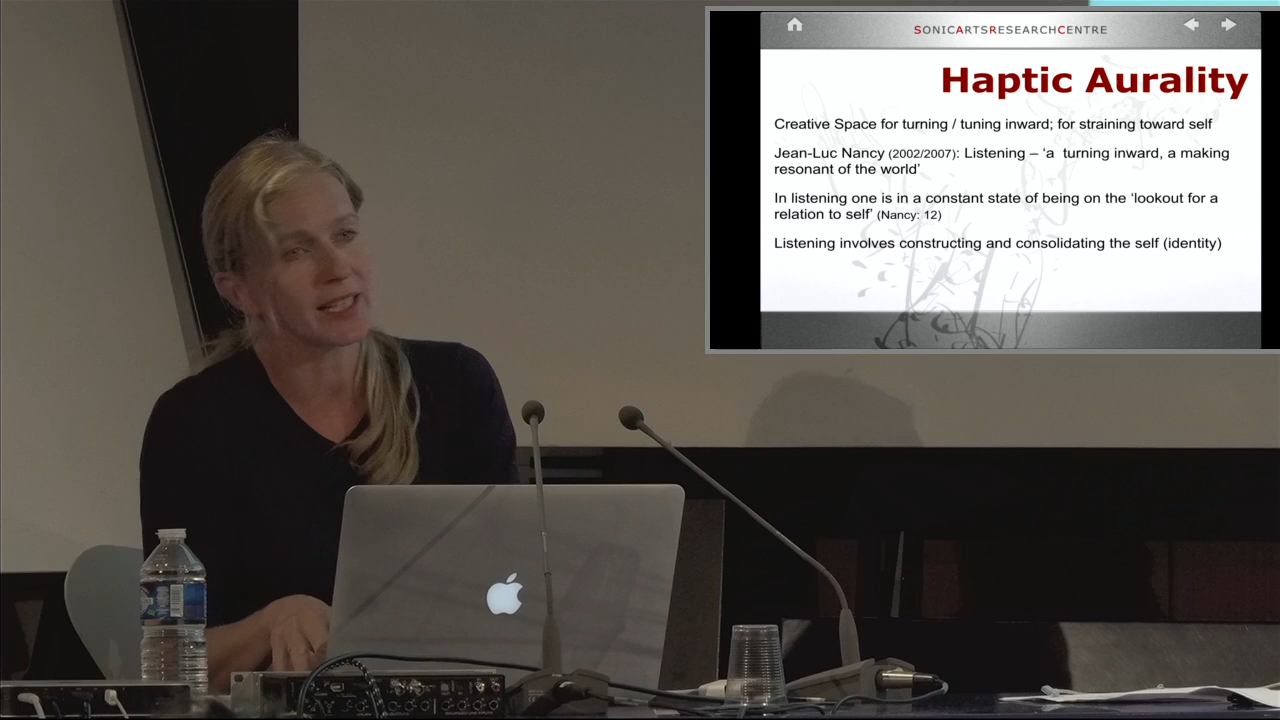 SONICARTSRESEARCHCENTRE
Haptic Aurality
Creative Space for turning / tuning inward; for straining toward self
Jean-Luc Nancy (2002/2007): Listening – ‘a  turning inward, a making
resonant of the world’
In listening one is in a constant state of being on the ‘lookout for a
relation to self’ (Nancy: 12)
Listening involves constructing and consolidating the self (identity)